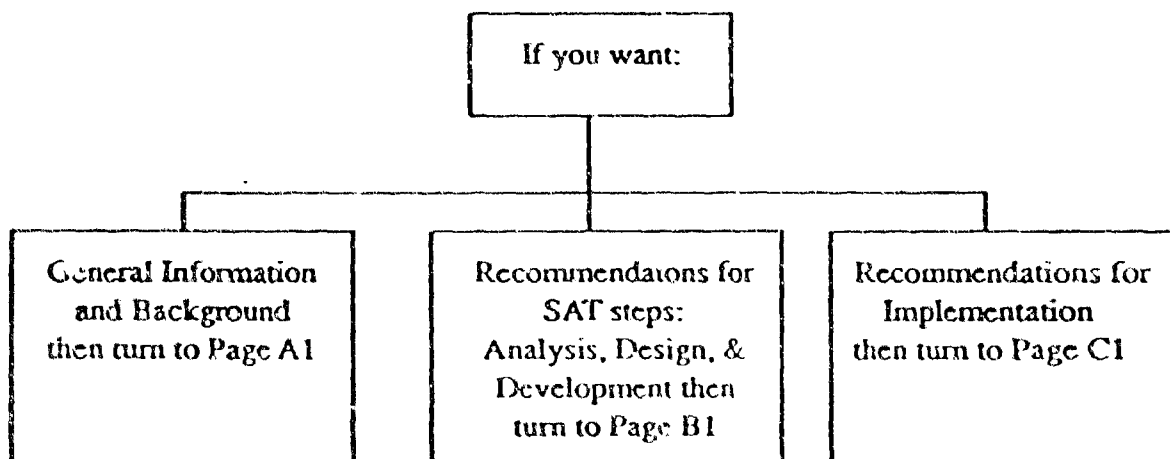 If you want:
General Information
and Background
then turn to Page A1
Recommendaions for
SAT steps:
Analysis, Design, &
Development then
turn to Page B1
Recommendations for
Implementation
then turn to Page C1